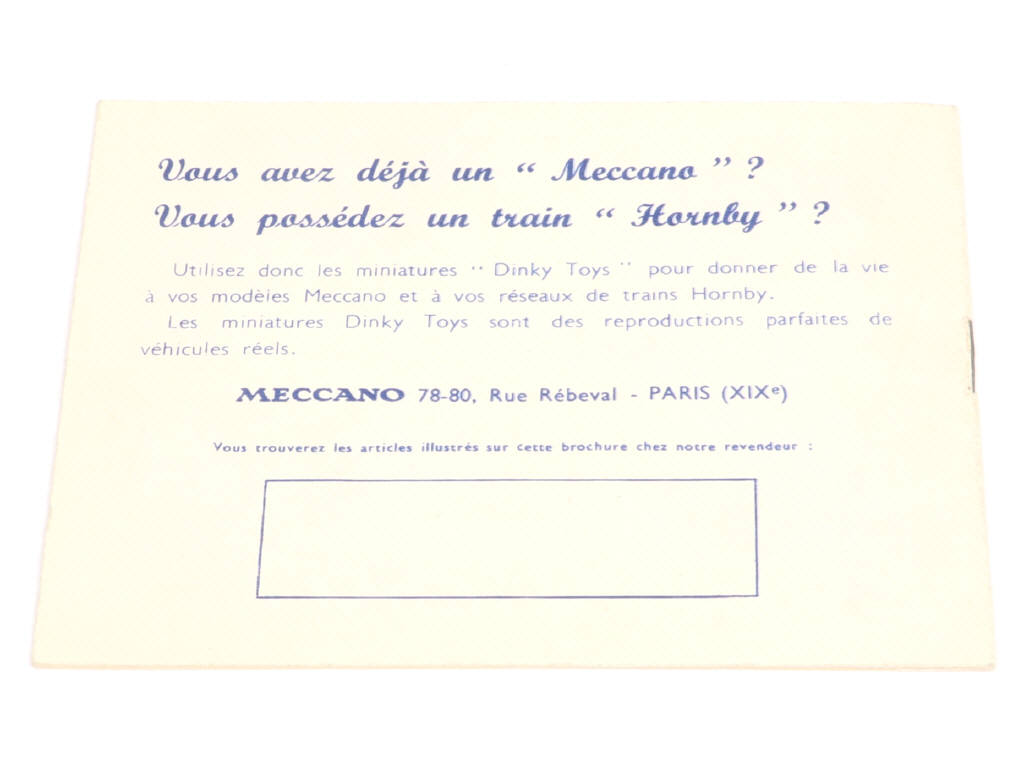 Vous avez déjà un “ Meccano ” ?
Vous possédez un train “ Hornby ” ?
Utilisez donc les miniatures “ Dinky Toys ” pour donner de la vie
à vos modèles Meccano et à vos réseaux de trains Hornby.
Les miniatures Dinky Toys sont des reproductions parfaites de
véhicules réels.
MECCANO 78-80, Rue Rébeval - PARIS (XIXᵉ)
Vous trouverez les articles illustrés sur cette brochure chez notre revendeur :